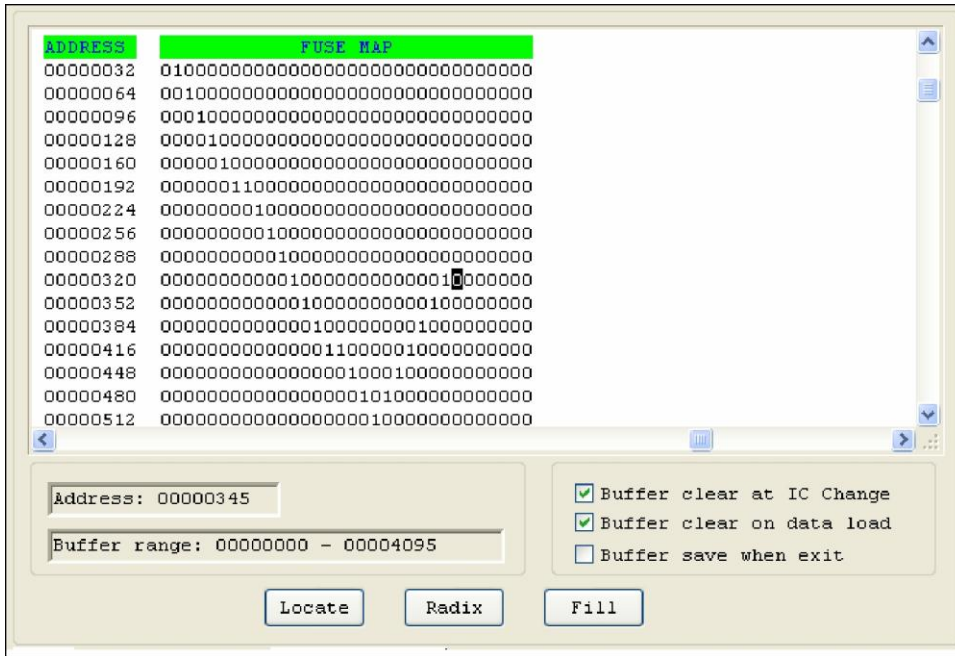 ADDRESS FUSE MAP
00000032 01000000000000000000000000000000
00000064 00100000000000000000000000000000
00000096 00010000000000000000000000000000
00000128 00001000000000000000000000000000
00000160 00000100000000000000000000000000
00000192 00000011000000000000000000000000
00000224 00000000100000000000000000000000
00000256 00000000010000000000000000000000
00000288 00000000001000000000000000000000
00000320 00000000000100000000000010000000
00000352 00000000000010000000000100000000
00000384 00000000000001000000001000000000
00000416 00000000000000110000010000000000
00000448 00000000000000001000100000000000
00000480 00000000000000000101000000000000
00000512 00000000000000000010000000000000
Address: 00000345
Buffer range: 00000000 - 00004095
Buffer clear at IC Change
Buffer clear on data load
Buffer save when exit
Locate Radix Fill